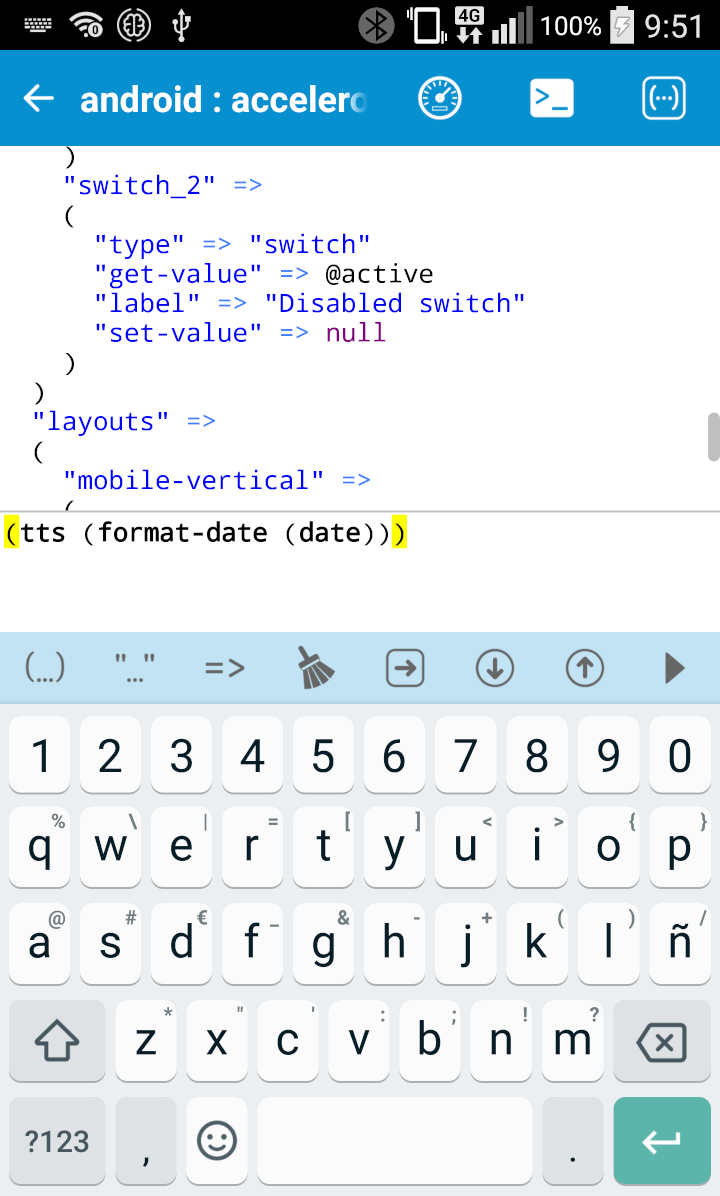 4G 100% 9:51
android : accelero
)
"switch_2" =>
(
"type" => "switch"
"get-value" => @active
"label" => "Disabled switch"
"set-value" => null
)
)
"layouts" =>
(
"mobile-vertical" =>
(
(tts (format-date (date)))
(...) "..." =>
1 2 3 4 5 6 7 8 9 0
% \ | = [ ] < > { }
q w e r t y u i o p
@ # € _ & - + ( ) /
a s d f g h j k l ñ
* " ' : ; ! ?
z x c v b n m
?123 , .